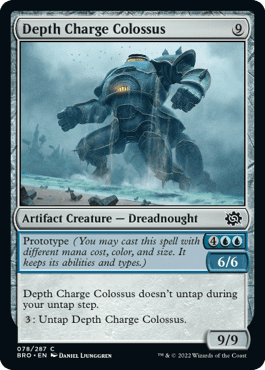 Depth Charge Colossus 9
Artifact Creature — Dreadnought
Prototype (You may cast this spell with 4
different mana cost, color, and size. It
keeps its abilities and types.) 6/6
Depth Charge Colossus doesn't untap during
your untap step.
3: Untap Depth Charge Colossus.
9/9
078/287 C
BRO • EN DANIEL LJUNGGREN ™ & © 2022 Wizards of the Coast